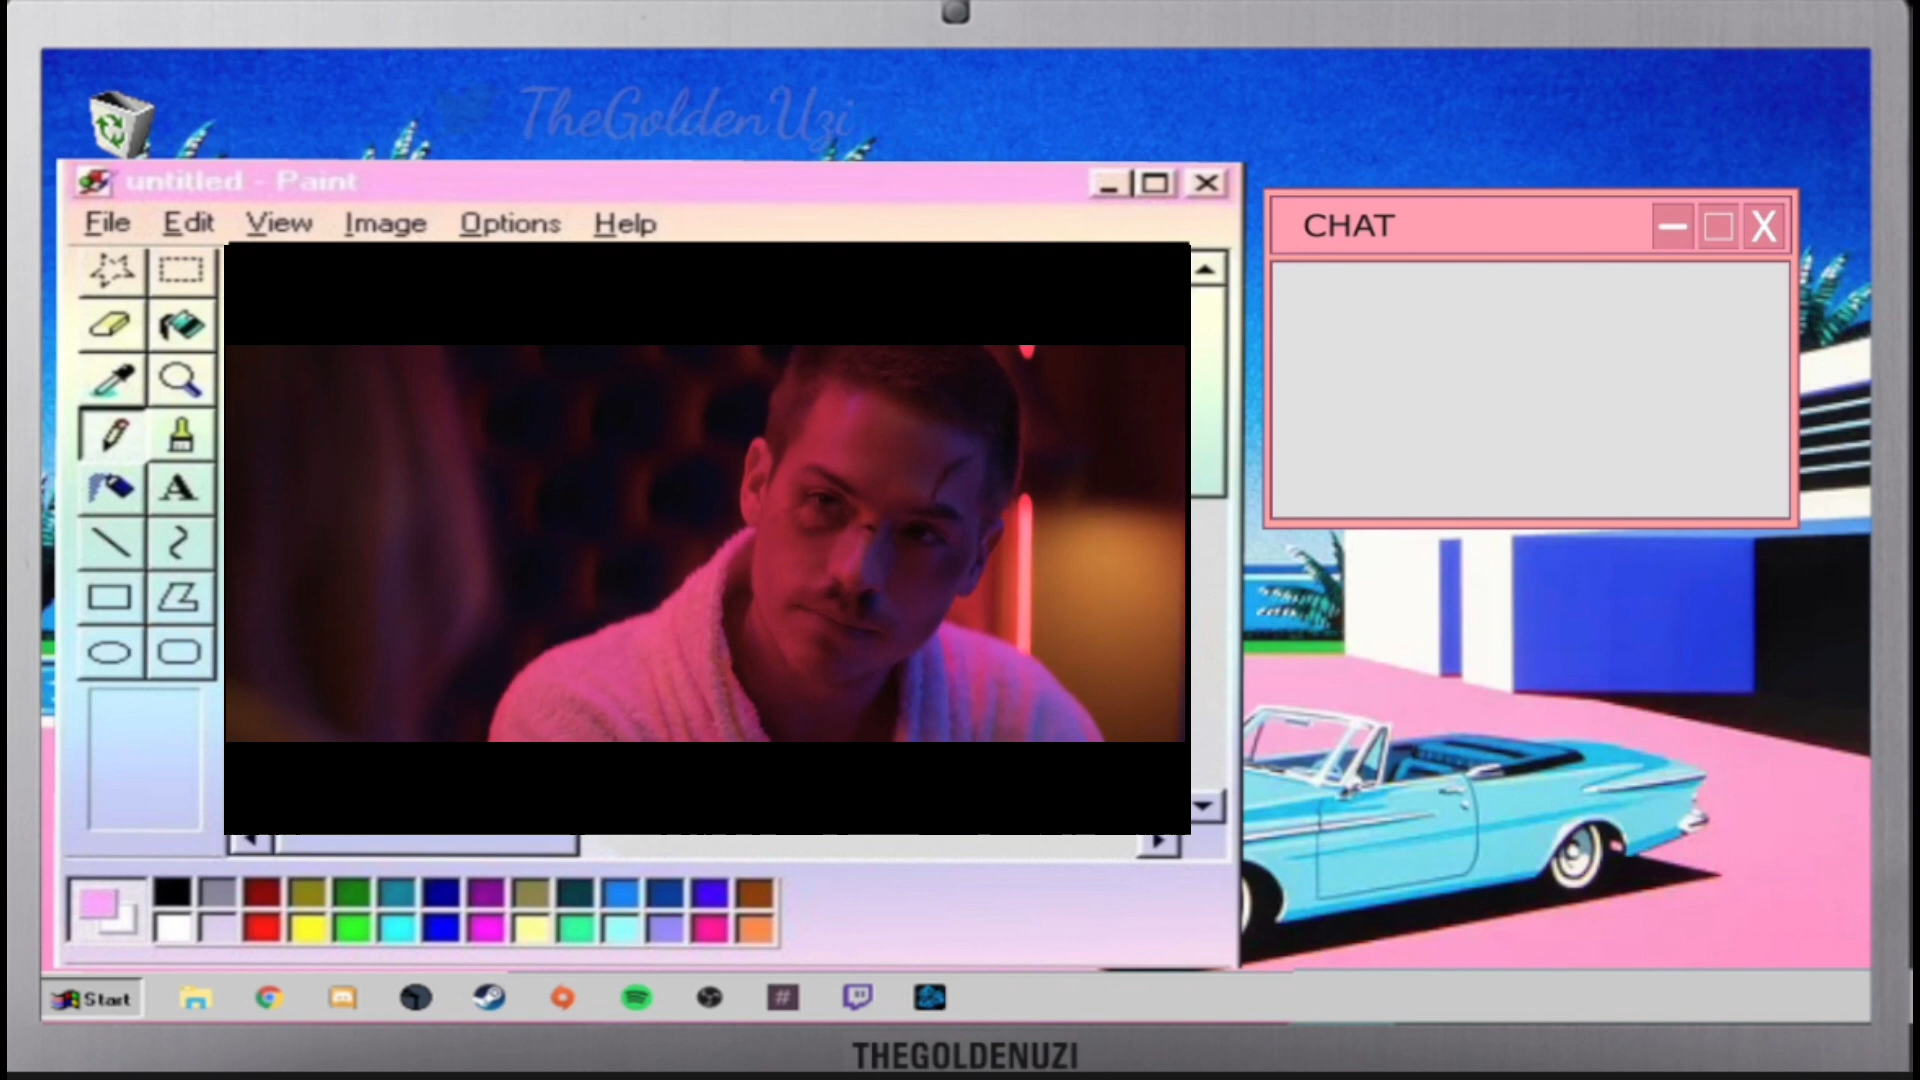 TheGoldenUzi
untitled - Paint
File Edit View Image Options Help
CHAT
A
Start
#
THEGOLDENUZI